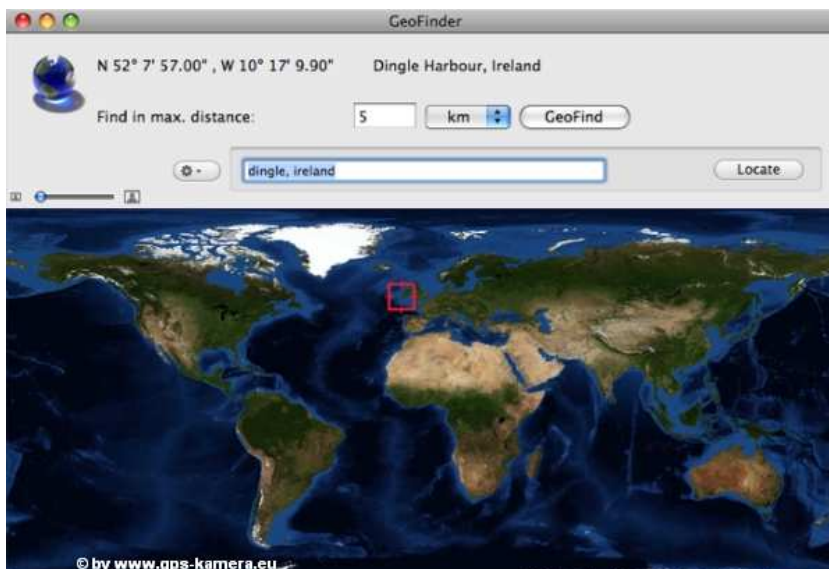 GeoFinder
N 52° 7' 57.00" , W 10° 17' 9.90" Dingle Harbour, Ireland
Find in max. distance: 5 km GeoFind
dingle, ireland Locate
© by www.gps-kamera.eu